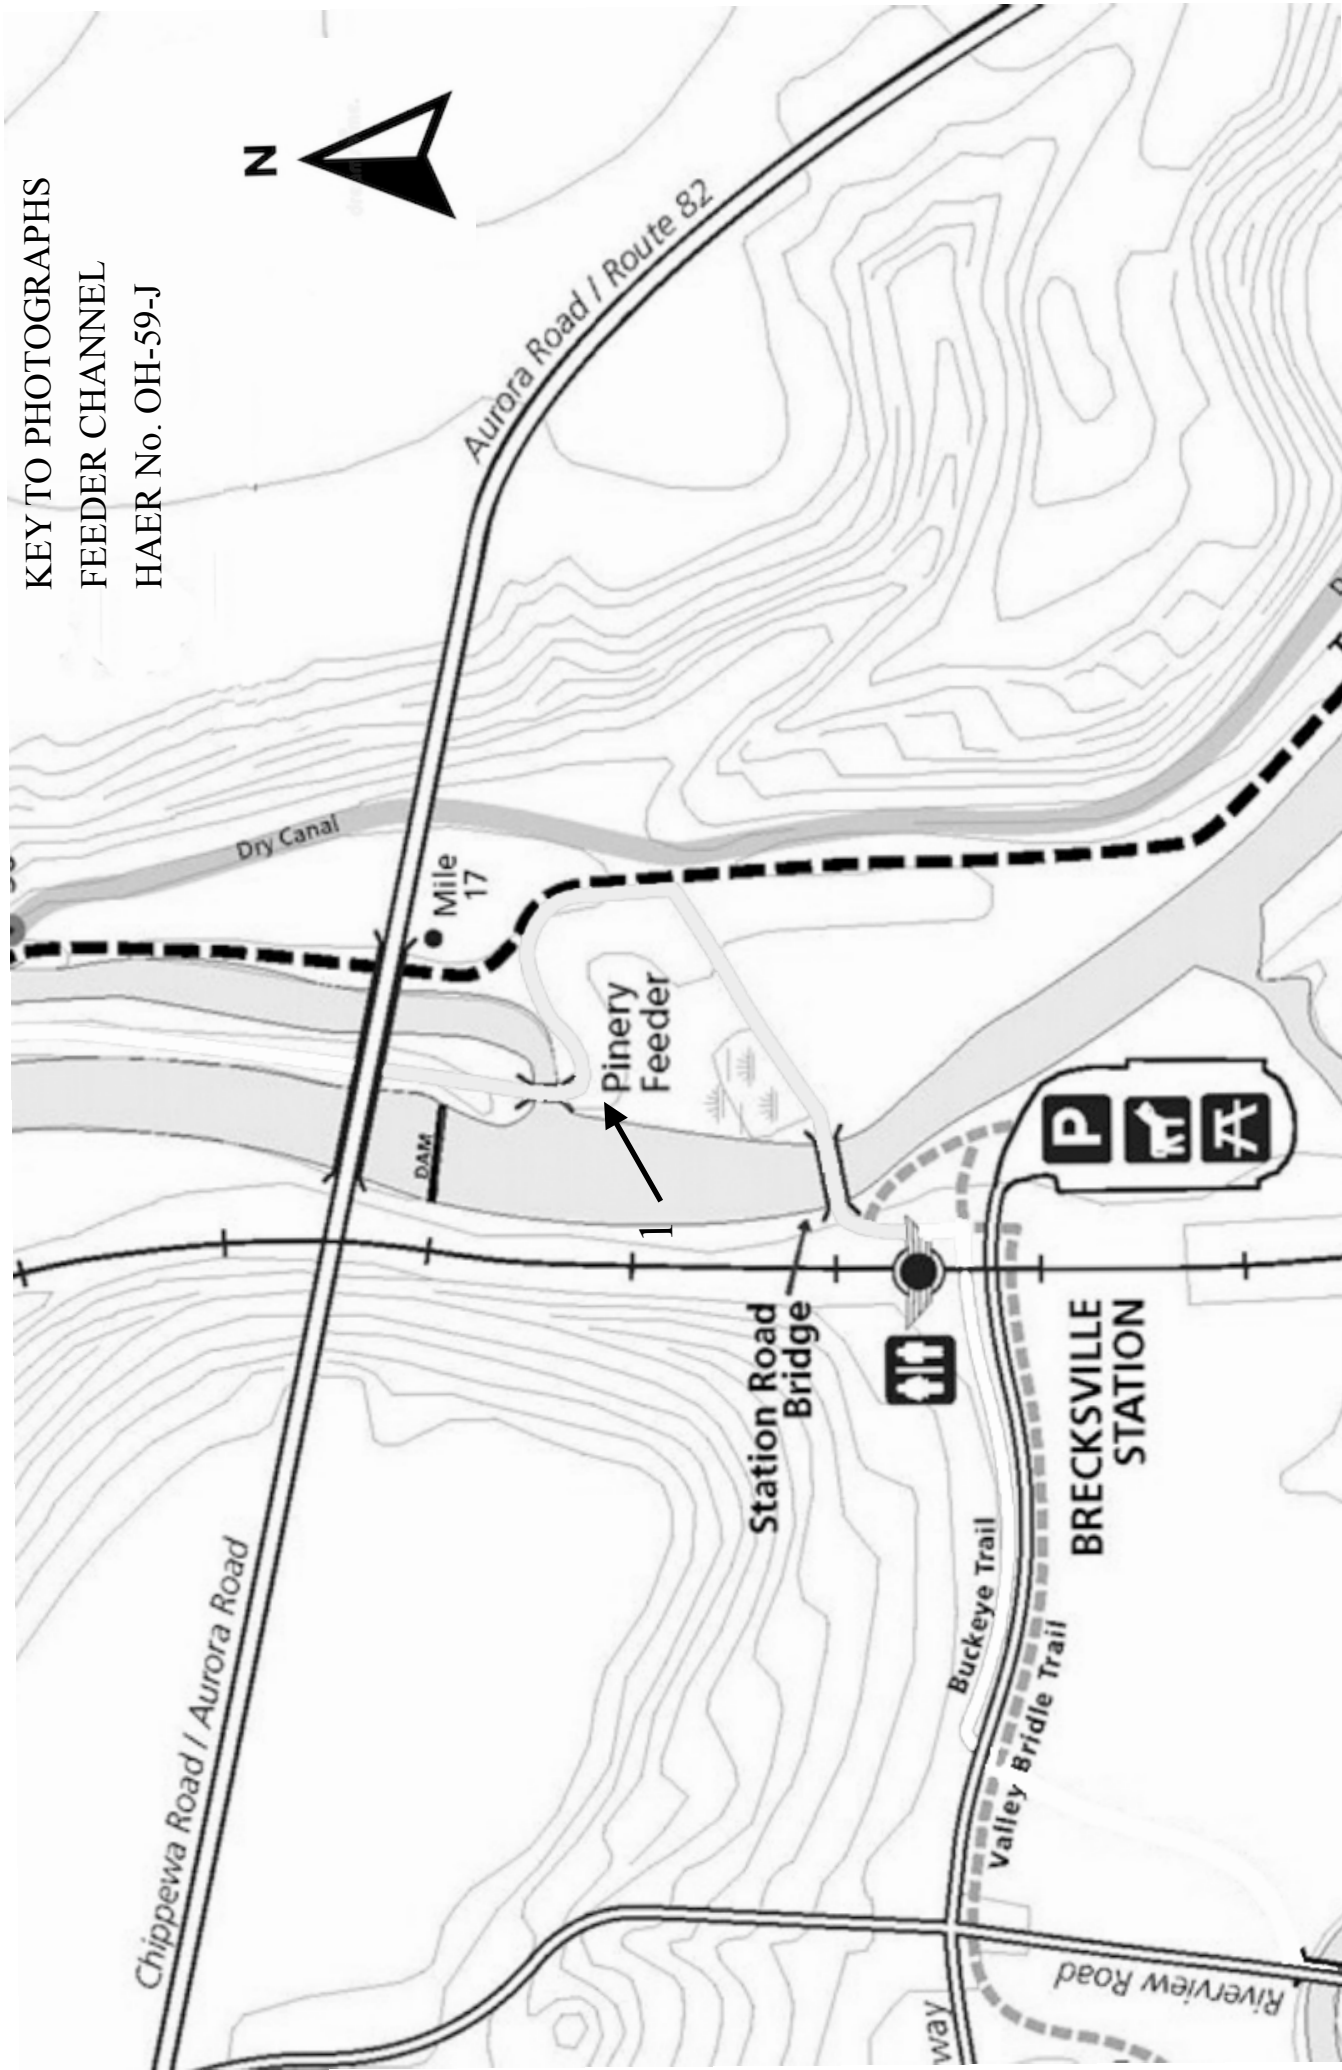 KEY TO PHOTOGRAPHS
FEEDER CHANNEL
HAER No. OH-59-J
N
Aurora Road / Route 82
Dry Canal
Mile
17
Pinery
Feeder
DAM
1
Station Road
Bridge
P
Chippewa Road / Aurora Road
Buckeye Trail
Valley Bridle Trail
BRECKSVILLE
STATION
Riverview Road
way